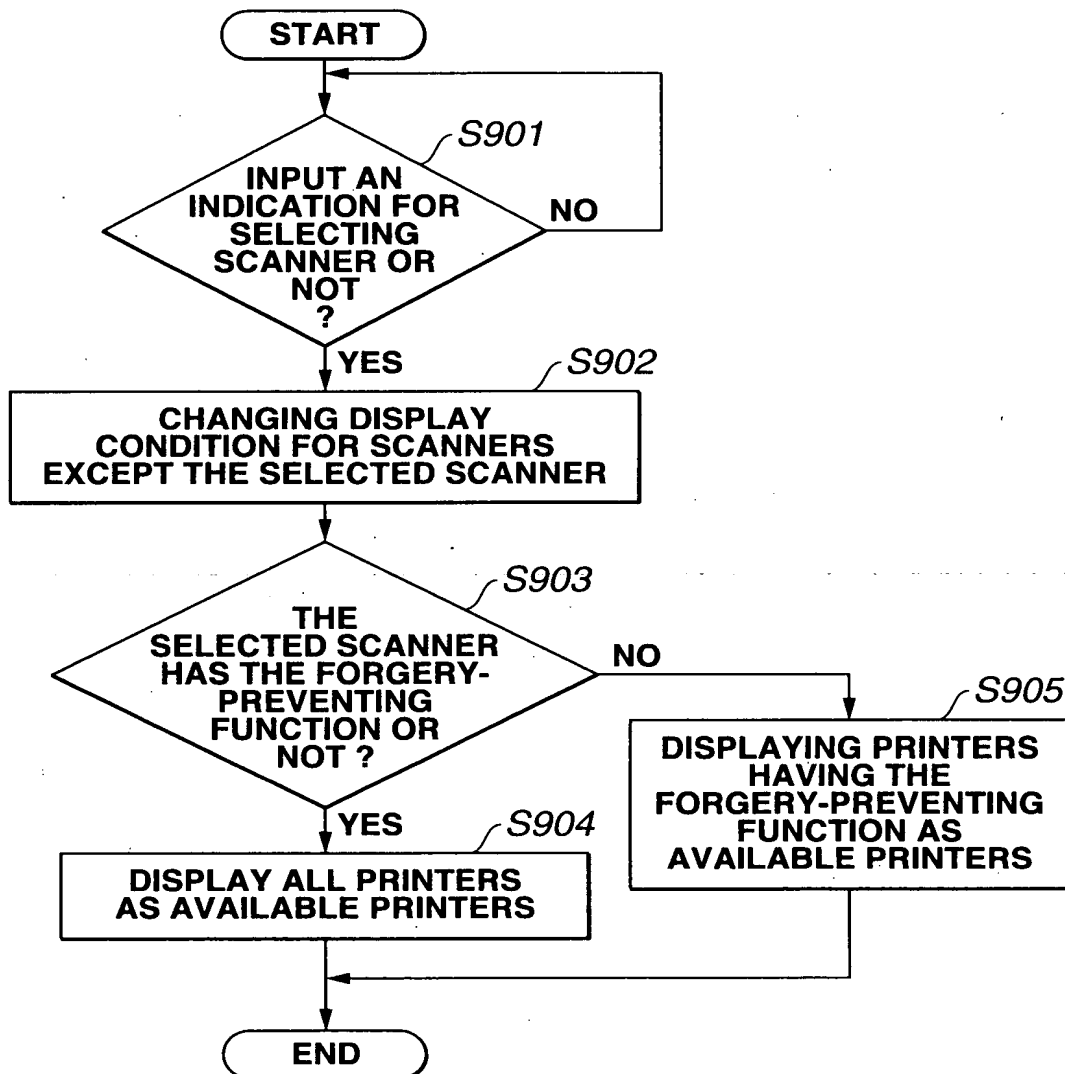 START
S901
INPUT AN
INDICATION FOR
SELECTING
SCANNER OR
NOT
?
NO
YES
S902
CHANGING DISPLAY
CONDITION FOR SCANNERS
EXCEPT THE SELECTED SCANNER
S903
THE
SELECTED SCANNER
HAS THE FORGERY-
PREVENTING
FUNCTION OR
NOT ?
NO
YES
S905
DISPLAYING PRINTERS
HAVING THE
FORGERY-PREVENTING
FUNCTION AS
AVAILABLE PRINTERS
S904
DISPLAY ALL PRINTERS
AS AVAILABLE PRINTERS
END